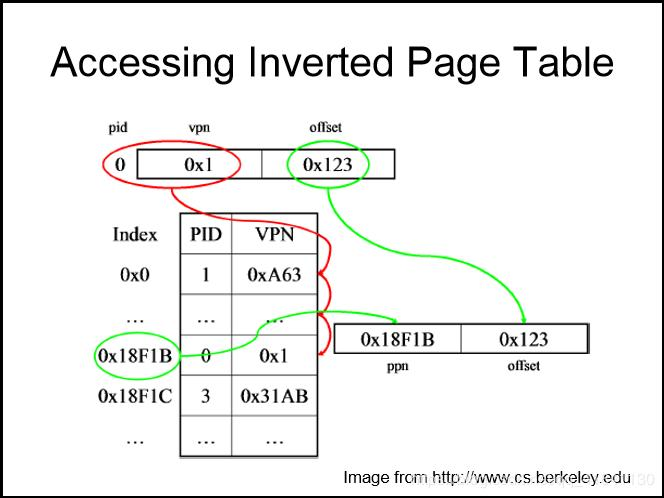 Accessing Inverted Page Table
pid vpn offset
0 0x1 0x123
Index PID VPN
0x0 1 0xA63
... ... ...
0x18F1B 0 0x1
0x18F1B 0x123
ppn offset
0x18F1C 3 0x31AB
... ... ...
Image from http://www.cs.berkeley.edu